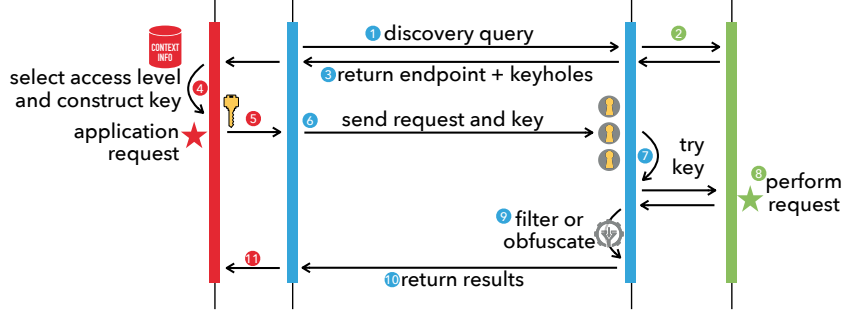 1 discovery query
2
CONTEXT
INFO
3 return endpoint + keyholes
select access level
and construct key
4
5
6
send request and key
application
request
7
try
key
8
perform
request
9
filter or
obfuscate
11
10 return results